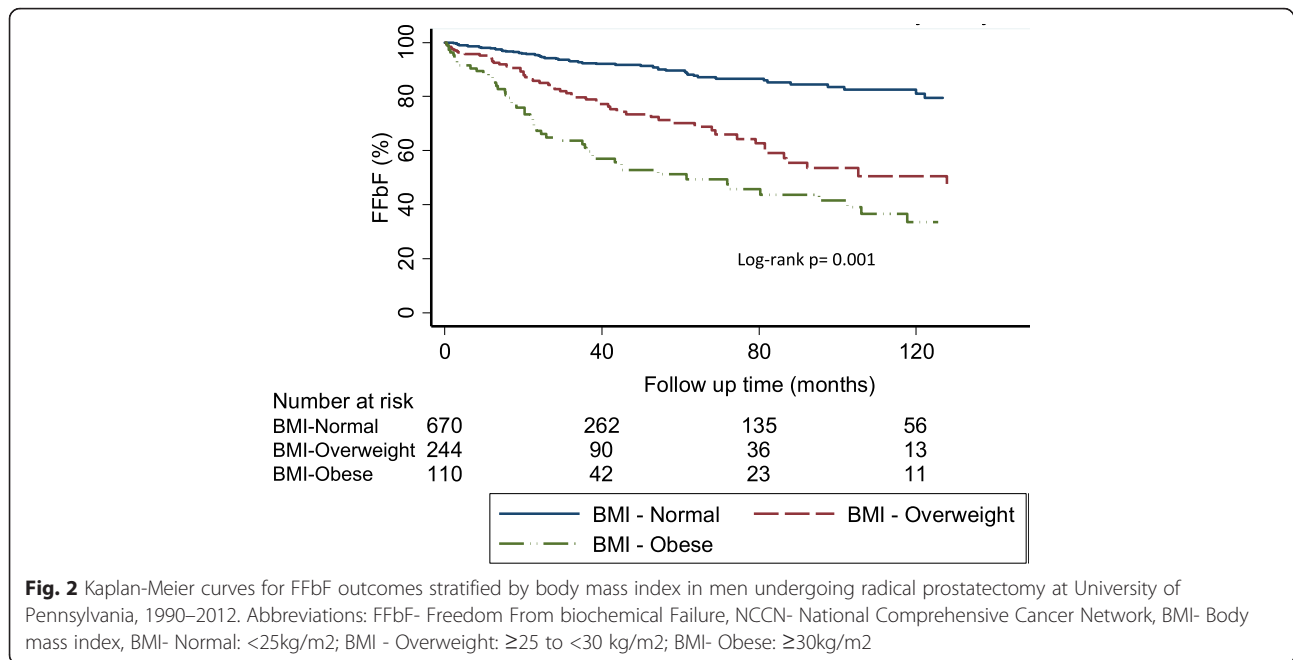 100
80
60
40
20
0
FFbF (%)
Log-rank p= 0.001
0 40 80 120
Follow up time (months)
Number at risk
BMI-Normal 670 262 135 56
BMI-Overweight 244 90 36 13
BMI-Obese 110 42 23 11
BMI - Normal BMI - Overweight
BMI - Obese
Fig. 2 Kaplan-Meier curves for FFbF outcomes stratified by body mass index in men undergoing radical prostatectomy at University of
Pennsylvania, 1990–2012. Abbreviations: FFbF- Freedom From biochemical Failure, NCCN- National Comprehensive Cancer Network, BMI- Body
mass index, BMI- Normal: <25kg/m2; BMI - Overweight: ≥25 to <30 kg/m2; BMI- Obese: ≥30kg/m2